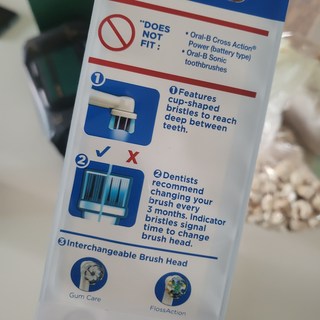 **DOES
NOT
FIT :
• Oral-B Cross Action®
Power (battery type)
• Oral-B Sonic
toothbrushes
1
1 Features
cup-shaped
bristles to reach
deep between
teeth.
2
2 Dentists
recommend
changing your
brush every
3 months. Indicator
bristles signal
time to change
brush head.
3 Interchangeable Brush Head
Gum Care
FlossAction